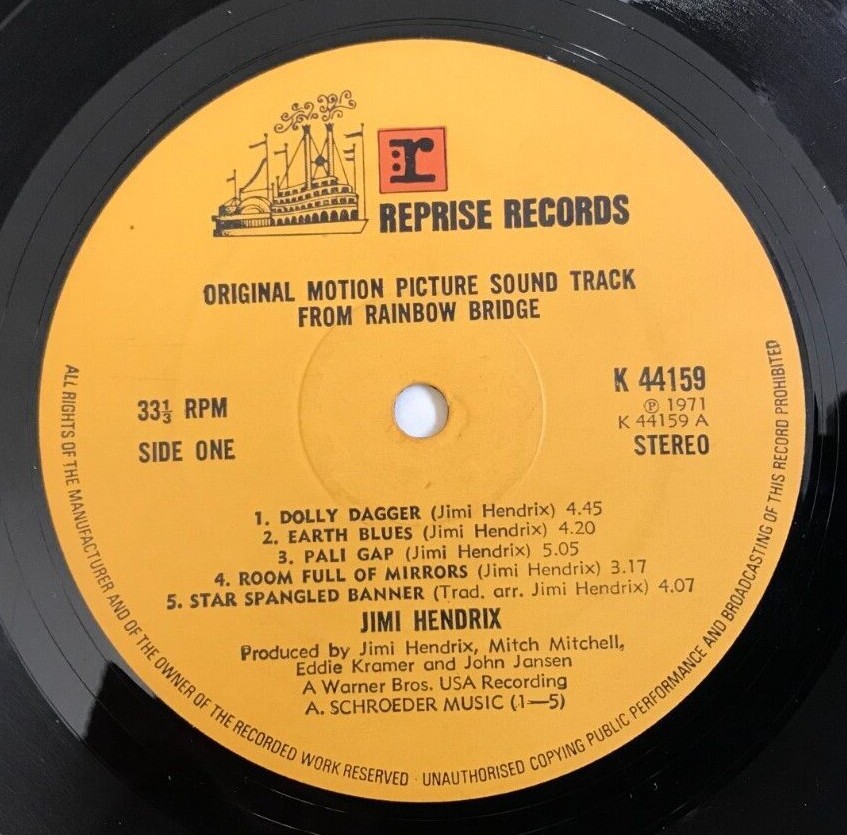 r
REPRISE RECORDS
ORIGINAL MOTION PICTURE SOUND TRACK
FROM RAINBOW BRIDGE
33⅓ RPM
SIDE ONE
K 44159
℗ 1971
K 44159 A
STEREO
1. DOLLY DAGGER (Jimi Hendrix) 4.45
2. EARTH BLUES (Jimi Hendrix) 4.20
3. PALI GAP (Jimi Hendrix) 5.05
4. ROOM FULL OF MIRRORS (Jimi Hendrix) 3.17
5. STAR SPANGLED BANNER (Trad. arr. Jimi Hendrix) 4.07
JIMI HENDRIX
Produced by Jimi Hendrix, Mitch Mitchell,
Eddie Kramer and John Jansen
A Warner Bros. USA Recording
A. SCHROEDER MUSIC (1—5)
ALL RIGHTS OF THE MANUFACTURER AND OF THE OWNER OF THE RECORDED WORK RESERVED · UNAUTHORISED COPYING PUBLIC PERFORMANCE AND BROADCASTING OF THIS RECORD PROHIBITED